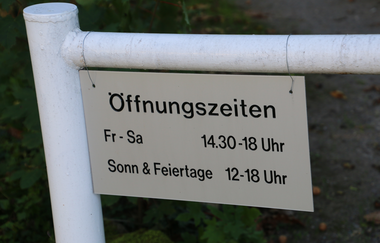 Öffnungszeiten
Fr - Sa 14.30-18 Uhr
Sonn & Feiertage 12-18 Uhr